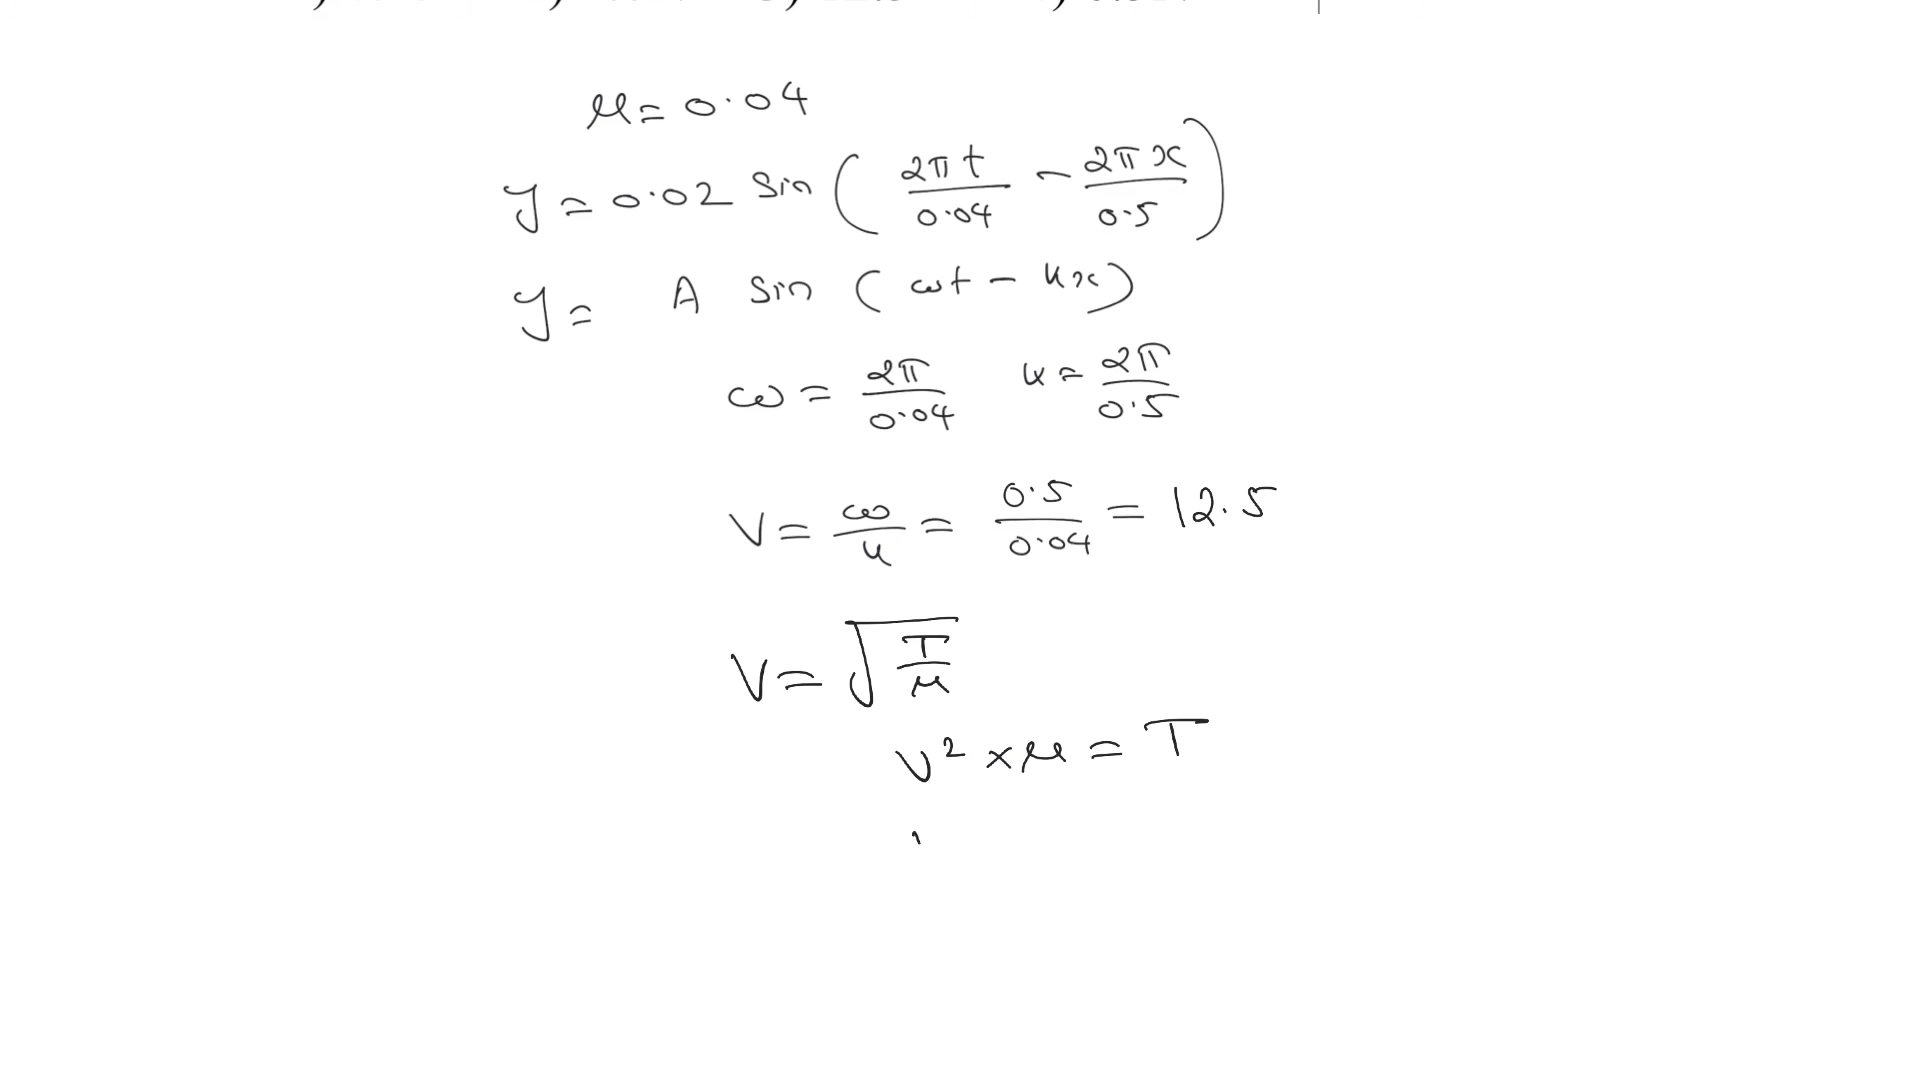 μ = 0.04
y = 0.02 sin ( 2πt/0.04 - 2πx/0.5 )
y = A sin ( ωt - kx )
ω = 2π/0.04 k = 2π/0.5
V = ω/k = 0.5/0.04 = 12.5
V = √(T/μ)
v² × μ = T